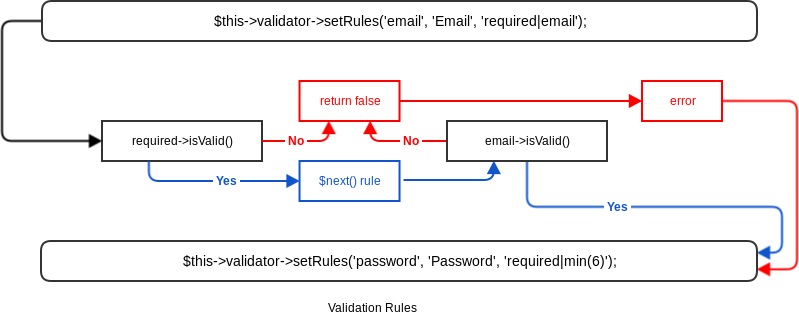 $this->validator->setRules('email', 'Email', 'required|email');
return false
error
required->isValid()
No
No
email->isValid()
Yes
$next() rule
Yes
$this->validator->setRules('password', 'Password', 'required|min(6)');
Validation Rules